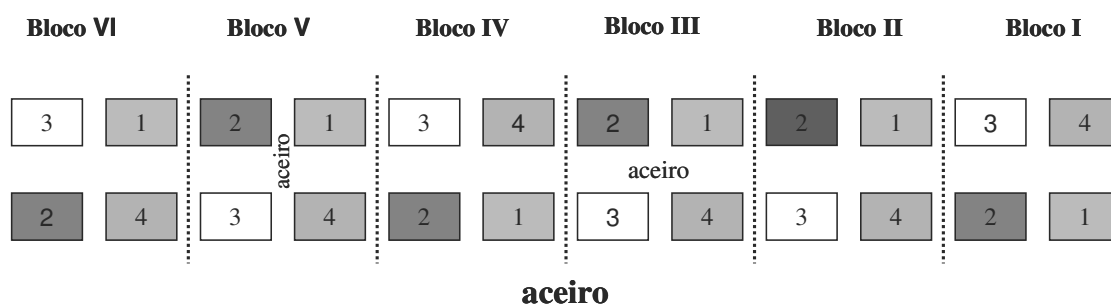 Bloco VI Bloco V Bloco IV Bloco III Bloco II Bloco I
3 1 2 1 3 4 2 1 2 1 3 4
aceiro
aceiro
2 4 3 4 2 1 3 4 3 4 2 1
aceiro